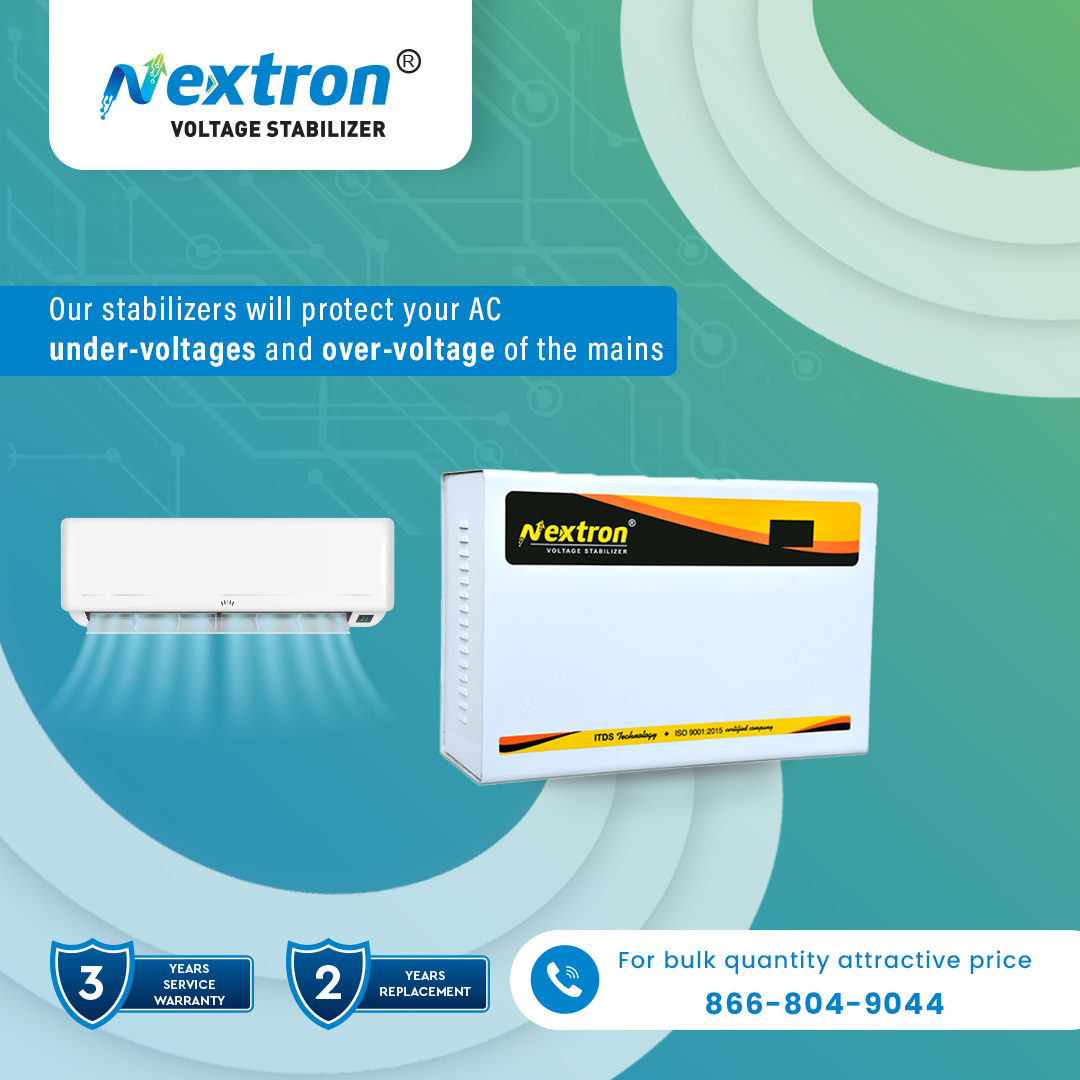 Nextron®
VOLTAGE STABILIZER
Our stabilizers will protect your AC
under-voltages and over-voltage of the mains
Nextron®
VOLTAGE STABILIZER
ITDS Technology + ISO 9001:2015 certified company
3
YEARS
SERVICE
WARRANTY
2
YEARS
REPLACEMENT
For bulk quantity attractive price
866-804-9044